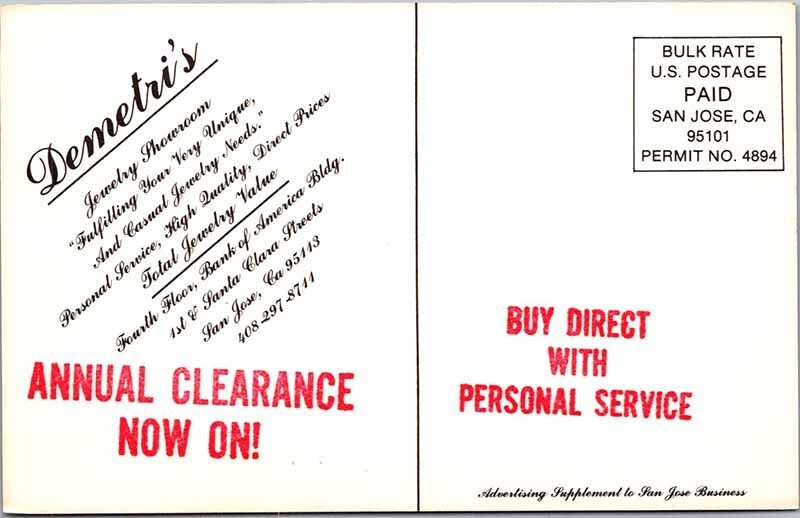 Demetri's
Jewelry Showroom
"Fulfilling Your Very Unique,
And Casual Jewelry Needs."
Personal Service, High Quality, Direct Prices
Total Jewelry Value
Fourth Floor, Bank of America Bldg.
1st & Santa Clara Streets
San Jose, Ca 95113
408-297-8711
ANNUAL CLEARANCE
NOW ON!
BULK RATE
U.S. POSTAGE
PAID
SAN JOSE, CA
95101
PERMIT NO. 4894
BUY DIRECT
WITH
PERSONAL SERVICE
Advertising Supplement to San Jose Business